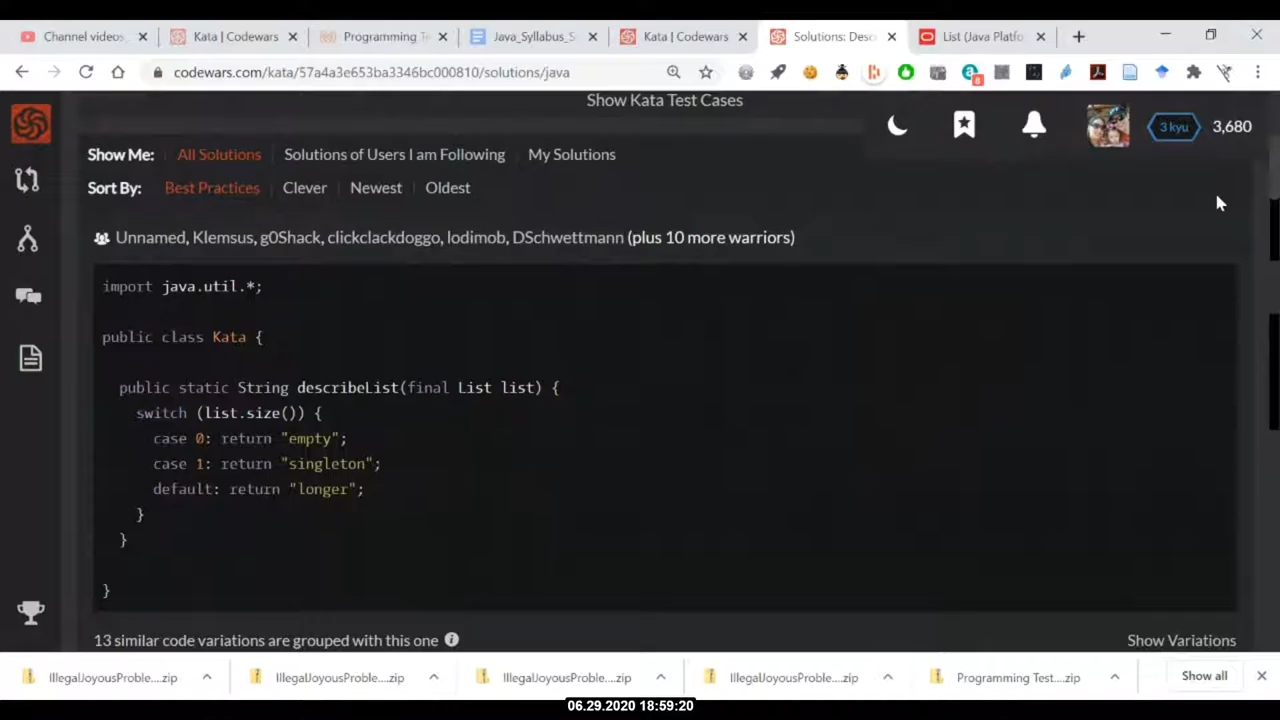 Channel videos
Kata | Codewars
Programming Te
Java_Syllabus_S
Kata | Codewars
Solutions: Desc
List (Java Platfo
codewars.com/kata/57a4a3e653ba3346bc000810/solutions/java
8
Show Kata Test Cases
3 kyu
3,680
Show Me: All Solutions Solutions of Users I am Following My Solutions
Sort By: Best Practices Clever Newest Oldest
Unnamed, Klemsus, g0Shack, clickclackdoggo, lodimob, DSchwettmann (plus 10 more warriors)
import java.util.*;
public class Kata {
public static String describeList(final List list) {
switch (list.size()) {
case 0: return "empty";
case 1: return "singleton";
default: return "longer";
}
}
}
13 similar code variations are grouped with this one
Show Variations
IllegalJoyousProble....zip
IllegalJoyousProble....zip
IllegalJoyousProble....zip
IllegalJoyousProble....zip
Programming Test....zip
Show all
06.29.2020 18:59:20